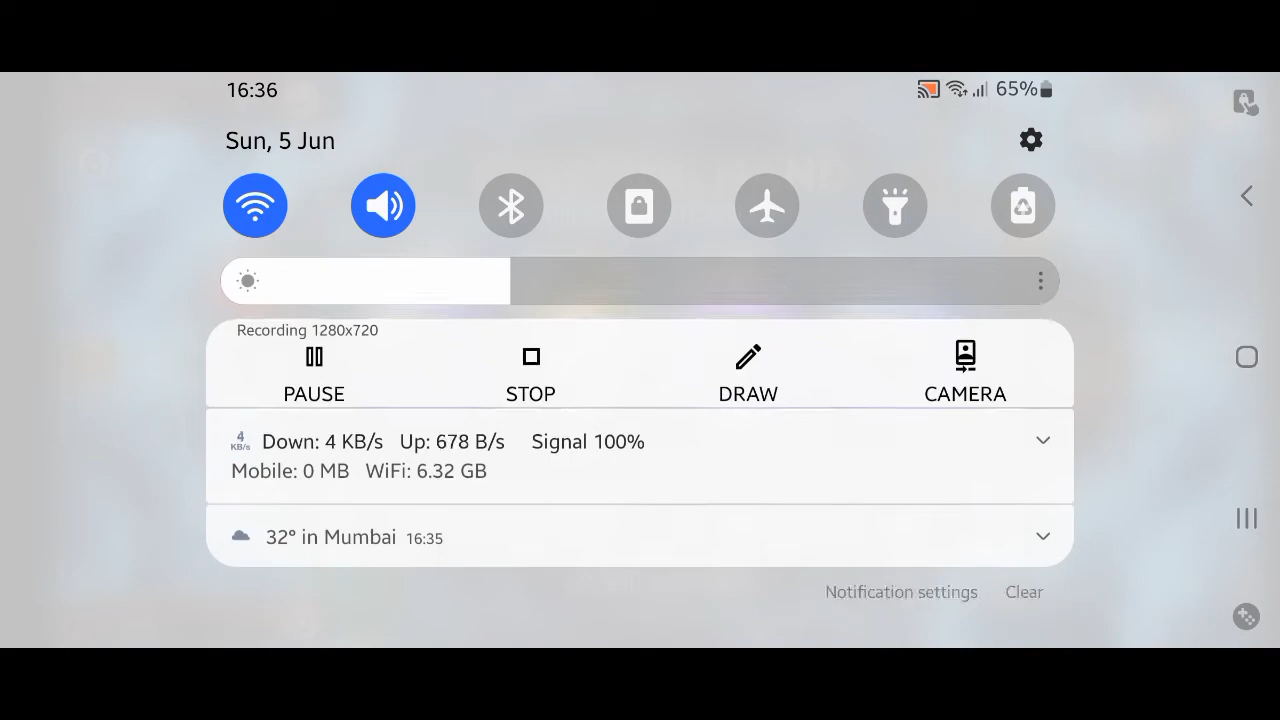 16:36
65%
Sun, 5 Jun
Recording 1280x720
PAUSE STOP DRAW CAMERA
4 KB/s Down: 4 KB/s Up: 678 B/s Signal 100%
Mobile: 0 MB WiFi: 6.32 GB
32° in Mumbai 16:35
Notification settings Clear